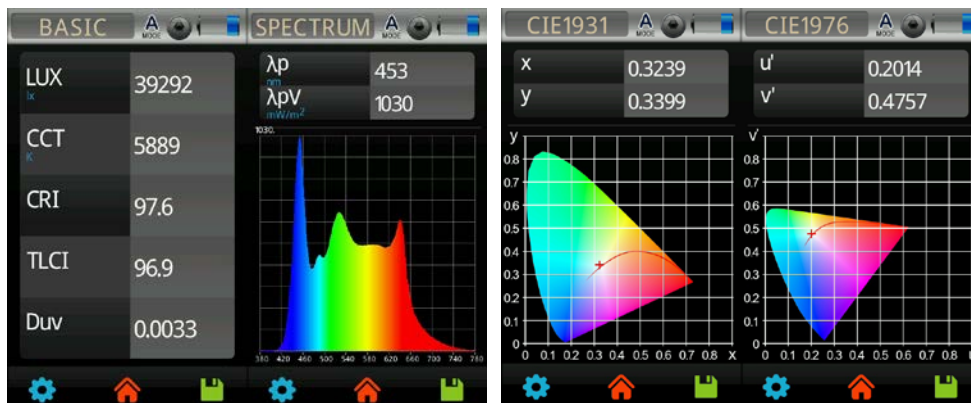 BASIC
A
MODE
LUX
lx
39292
CCT
K
5889
CRI
97.6
TLCI
96.9
Duv
0.0033
SPECTRUM
A
MODE
λp
nm
453
λpV
mW/m²
1030
1030.
380 420 460 500 540 580 620 660 700 740 780
CIE1931
A
MODE
x
0.3239
y
0.3399
y
0.8
0.7
0.6
0.5
0.4
0.3
0.2
0.1
0
0 0.1 0.2 0.3 0.4 0.5 0.6 0.7 0.8 x
CIE1976
A
MODE
u'
0.2014
v'
0.4757
v'
0.8
0.7
0.6
0.5
0.4
0.3
0.2
0.1
0
0 0.1 0.2 0.3 0.4 0.5 0.6 0.7 0.8